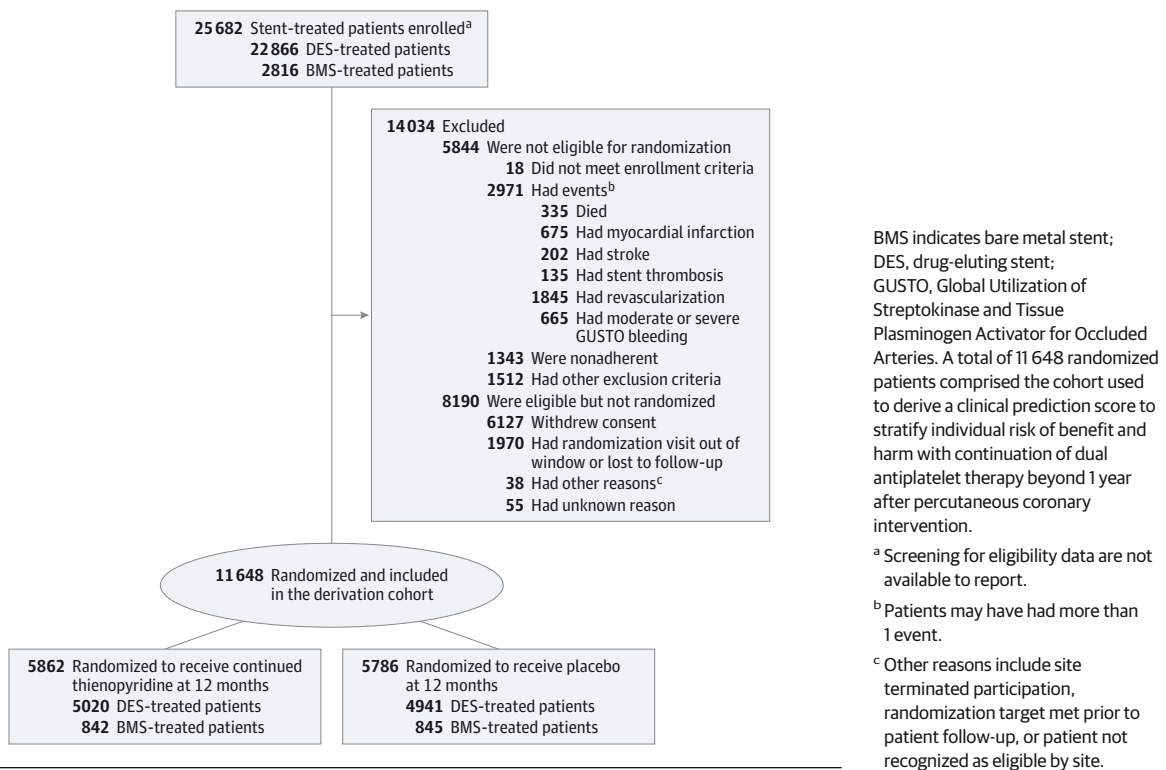 25 682 Stent-treated patients enrolledᵃ
22 866 DES-treated patients
2816 BMS-treated patients
14 034 Excluded
5844 Were not eligible for randomization
18 Did not meet enrollment criteria
2971 Had eventsᵇ
335 Died
675 Had myocardial infarction
202 Had stroke
135 Had stent thrombosis
1845 Had revascularization
665 Had moderate or severe
GUSTO bleeding
1343 Were nonadherent
1512 Had other exclusion criteria
8190 Were eligible but not randomized
6127 Withdrew consent
1970 Had randomization visit out of
window or lost to follow-up
38 Had other reasonsᶜ
55 Had unknown reason
11 648 Randomized and included
in the derivation cohort
5862 Randomized to receive continued
thienopyridine at 12 months
5020 DES-treated patients
842 BMS-treated patients
5786 Randomized to receive placebo
at 12 months
4941 DES-treated patients
845 BMS-treated patients
BMS indicates bare metal stent;
DES, drug-eluting stent;
GUSTO, Global Utilization of
Streptokinase and Tissue
Plasminogen Activator for Occluded
Arteries. A total of 11 648 randomized
patients comprised the cohort used
to derive a clinical prediction score to
stratify individual risk of benefit and
harm with continuation of dual
antiplatelet therapy beyond 1 year
after percutaneous coronary
intervention.
ᵃ Screening for eligibility data are not
available to report.
ᵇ Patients may have had more than
1 event.
ᶜ Other reasons include site
terminated participation,
randomization target met prior to
patient follow-up, or patient not
recognized as eligible by site.